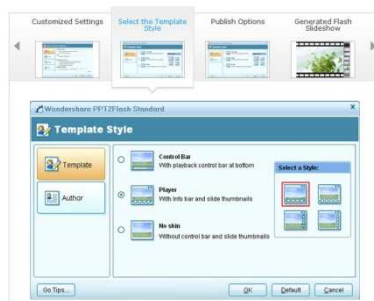 Customized Settings
Select the Template
Style
Publish Options
Generated Flash
Slideshow
Wondershare PPT2Flash Standard
Template Style
Template
Author
Control Bar
With playback control bar at bottom
Player
With Info bar and slide thumbnails
No skin
Without control bar and slide thumbnails
Select a Style:
Go Tips...
OK
Default
Cancel